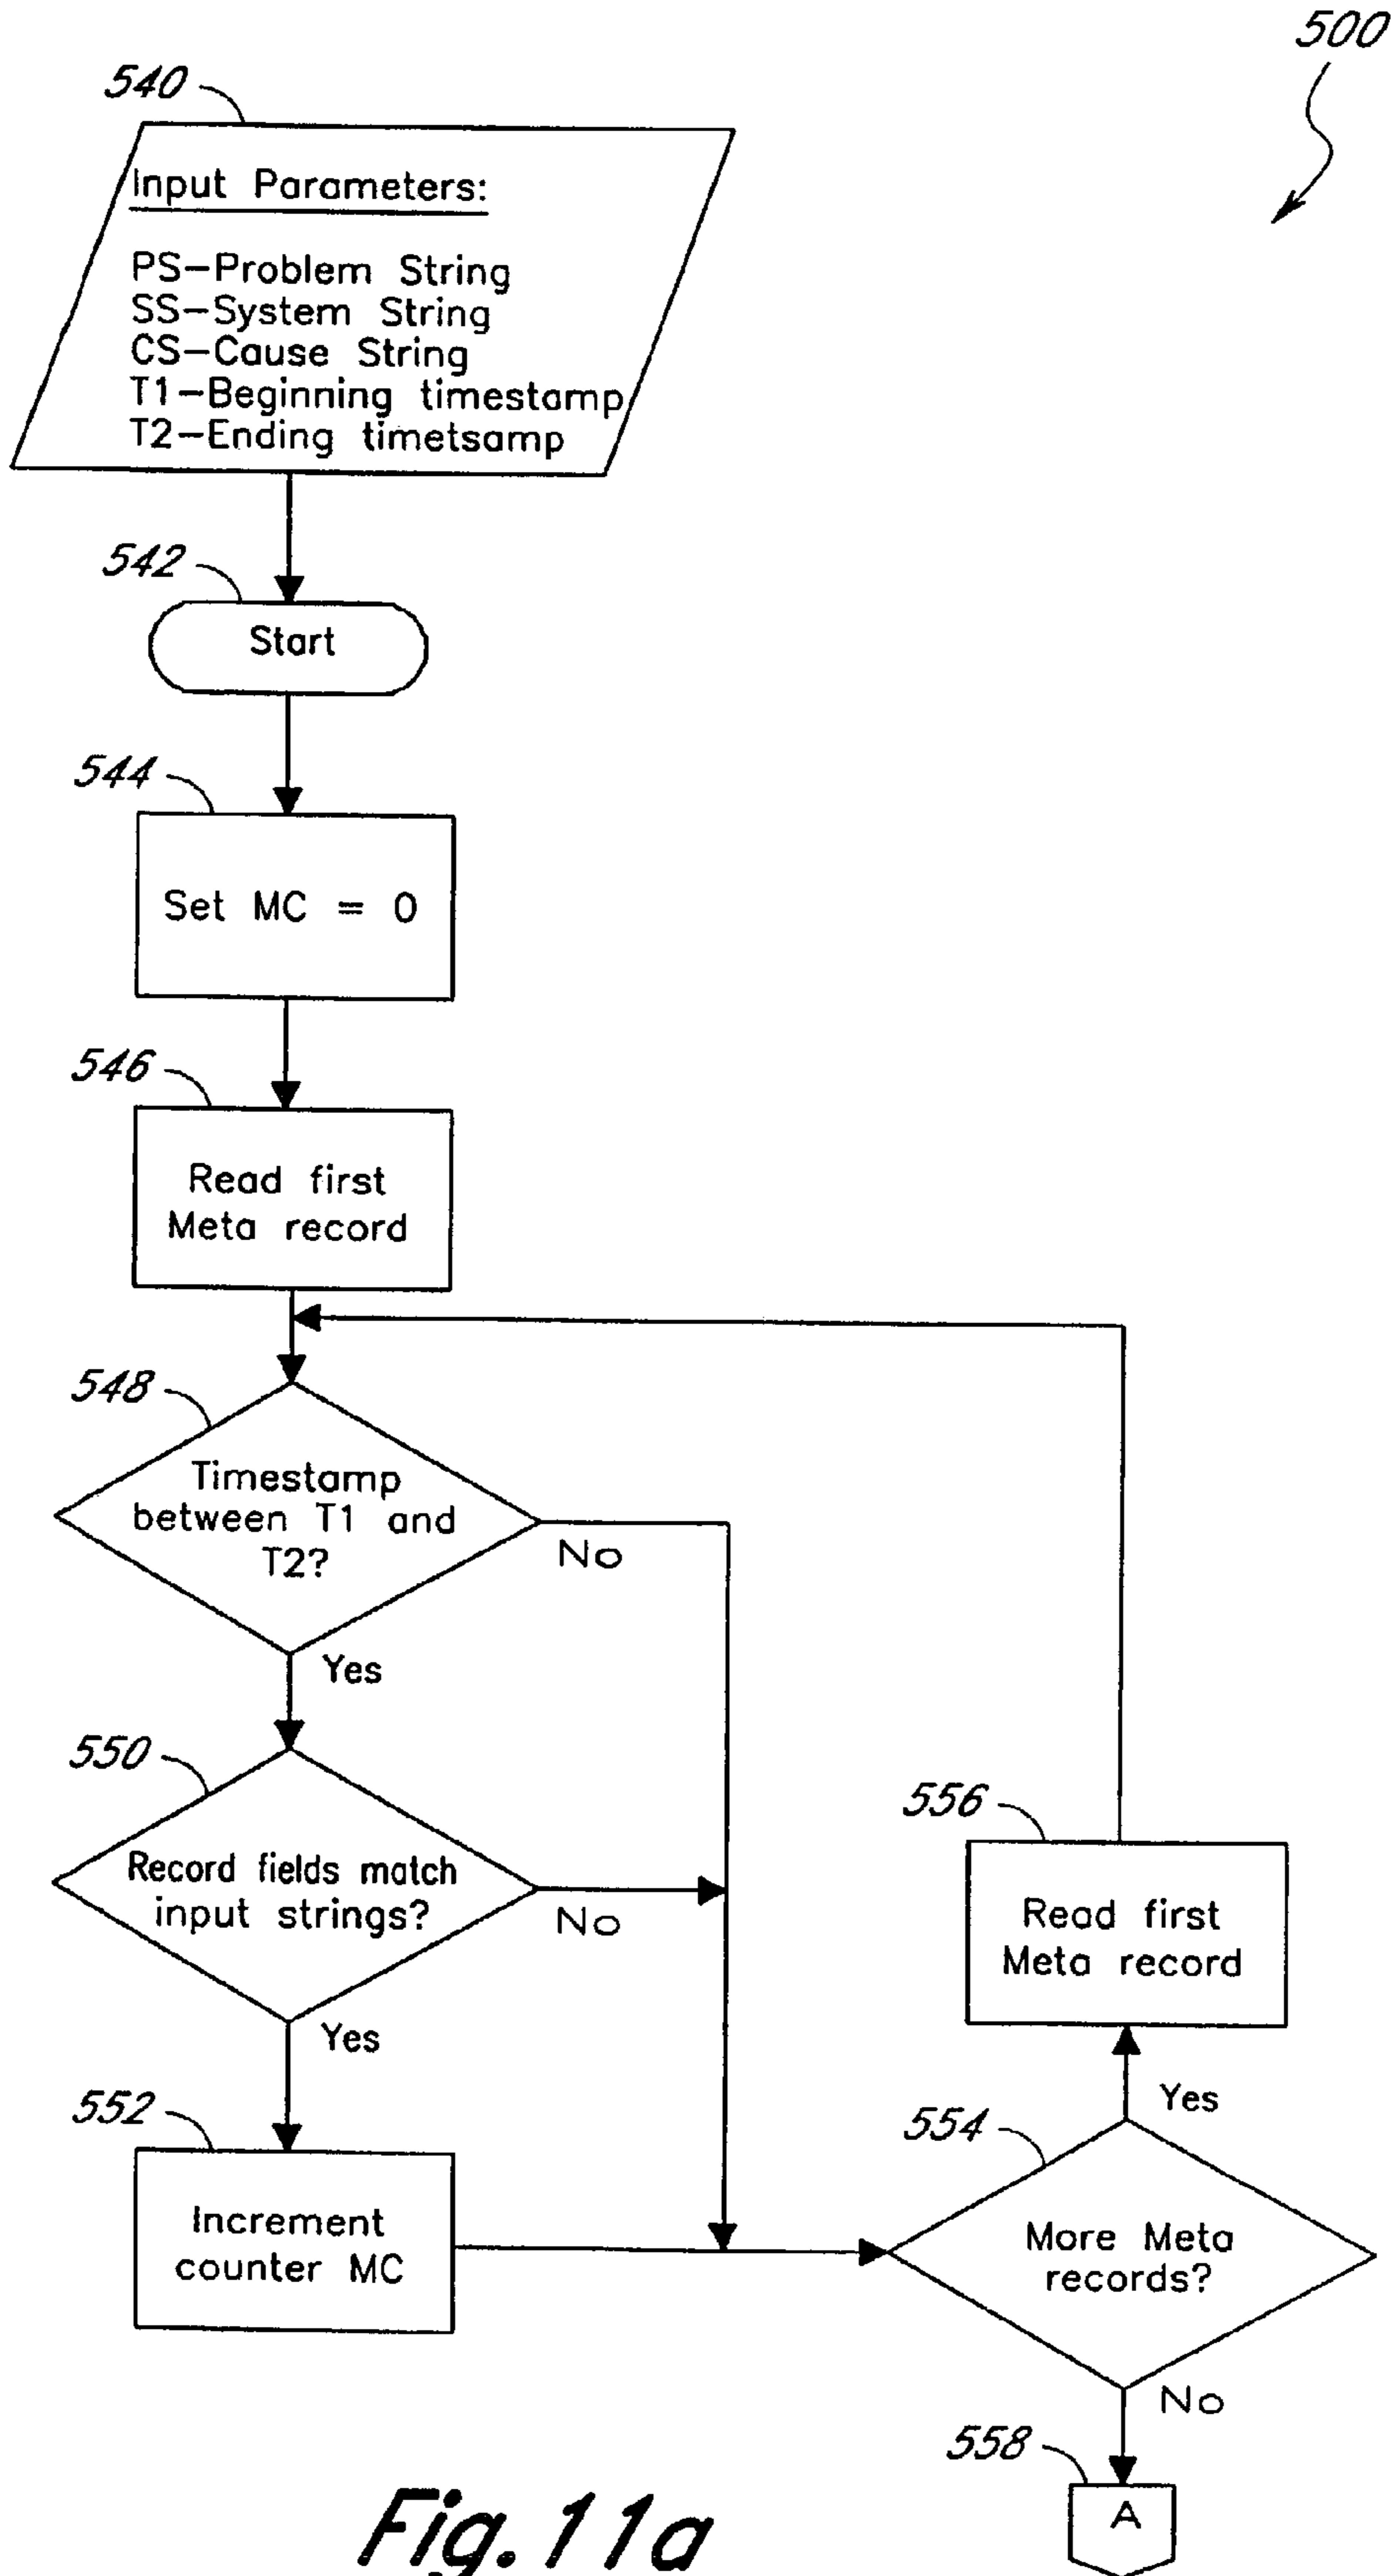 500
540
Input Parameters:
PS-Problem String
SS-System String
CS-Cause String
T1-Beginning timestamp
T2-Ending timetsamp
542
Start
544
Set MC = 0
546
Read first
Meta record
548
Timestamp
between T1 and
T2?
No
Yes
550
Record fields match
input strings?
No
Yes
552
Increment
counter MC
556
Read first
Meta record
Yes
554
More Meta
records?
No
558
A
Fig. 11a